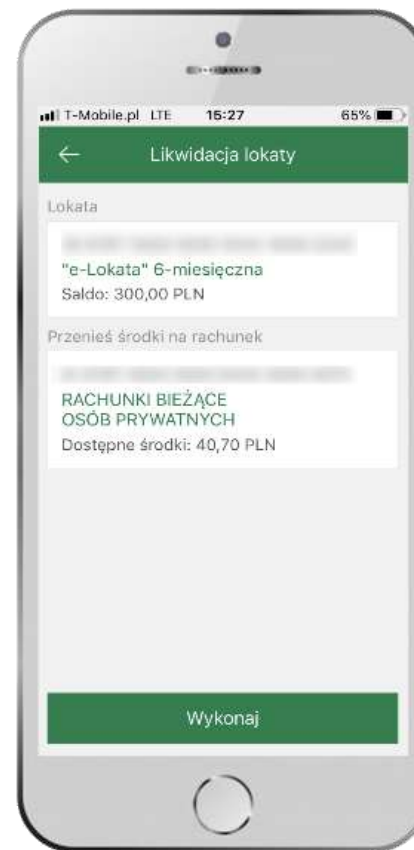 T-Mobile.pl LTE 15:27 65%
Likwidacja lokaty
Lokata
"e-Lokata" 6-miesięczna
Saldo: 300,00 PLN
Przenieś środki na rachunek
RACHUNKI BIEŻĄCE
OSÓB PRYWATNYCH
Dostępne środki: 40,70 PLN
Wykonaj